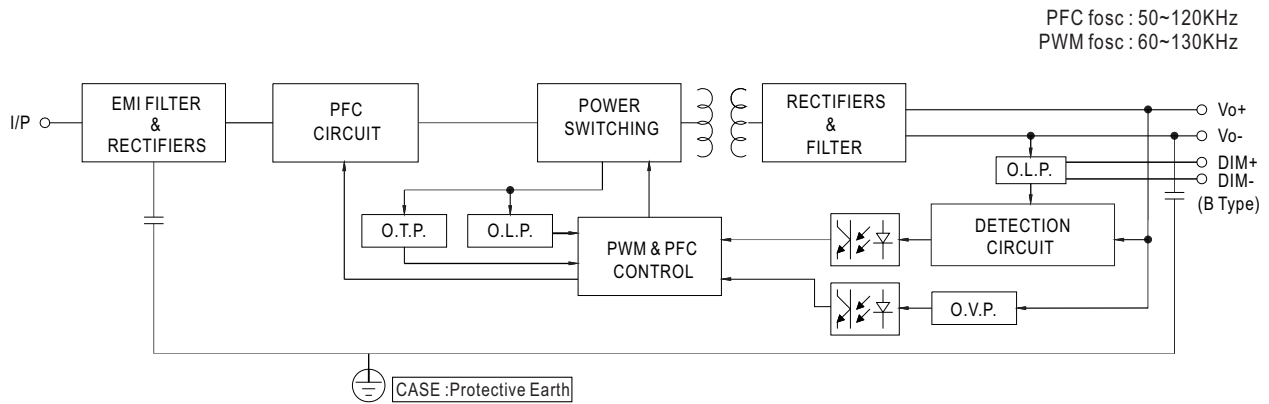 PFC fosc : 50~120KHz
PWM fosc : 60~130KHz
I/P
EMI FILTER
&
RECTIFIERS
PFC
CIRCUIT
POWER
SWITCHING
RECTIFIERS
&
FILTER
Vo+
Vo-
DIM+
DIM-
(B Type)
O.L.P.
O.T.P.
O.L.P.
PWM & PFC
CONTROL
DETECTION
CIRCUIT
O.V.P.
CASE :Protective Earth